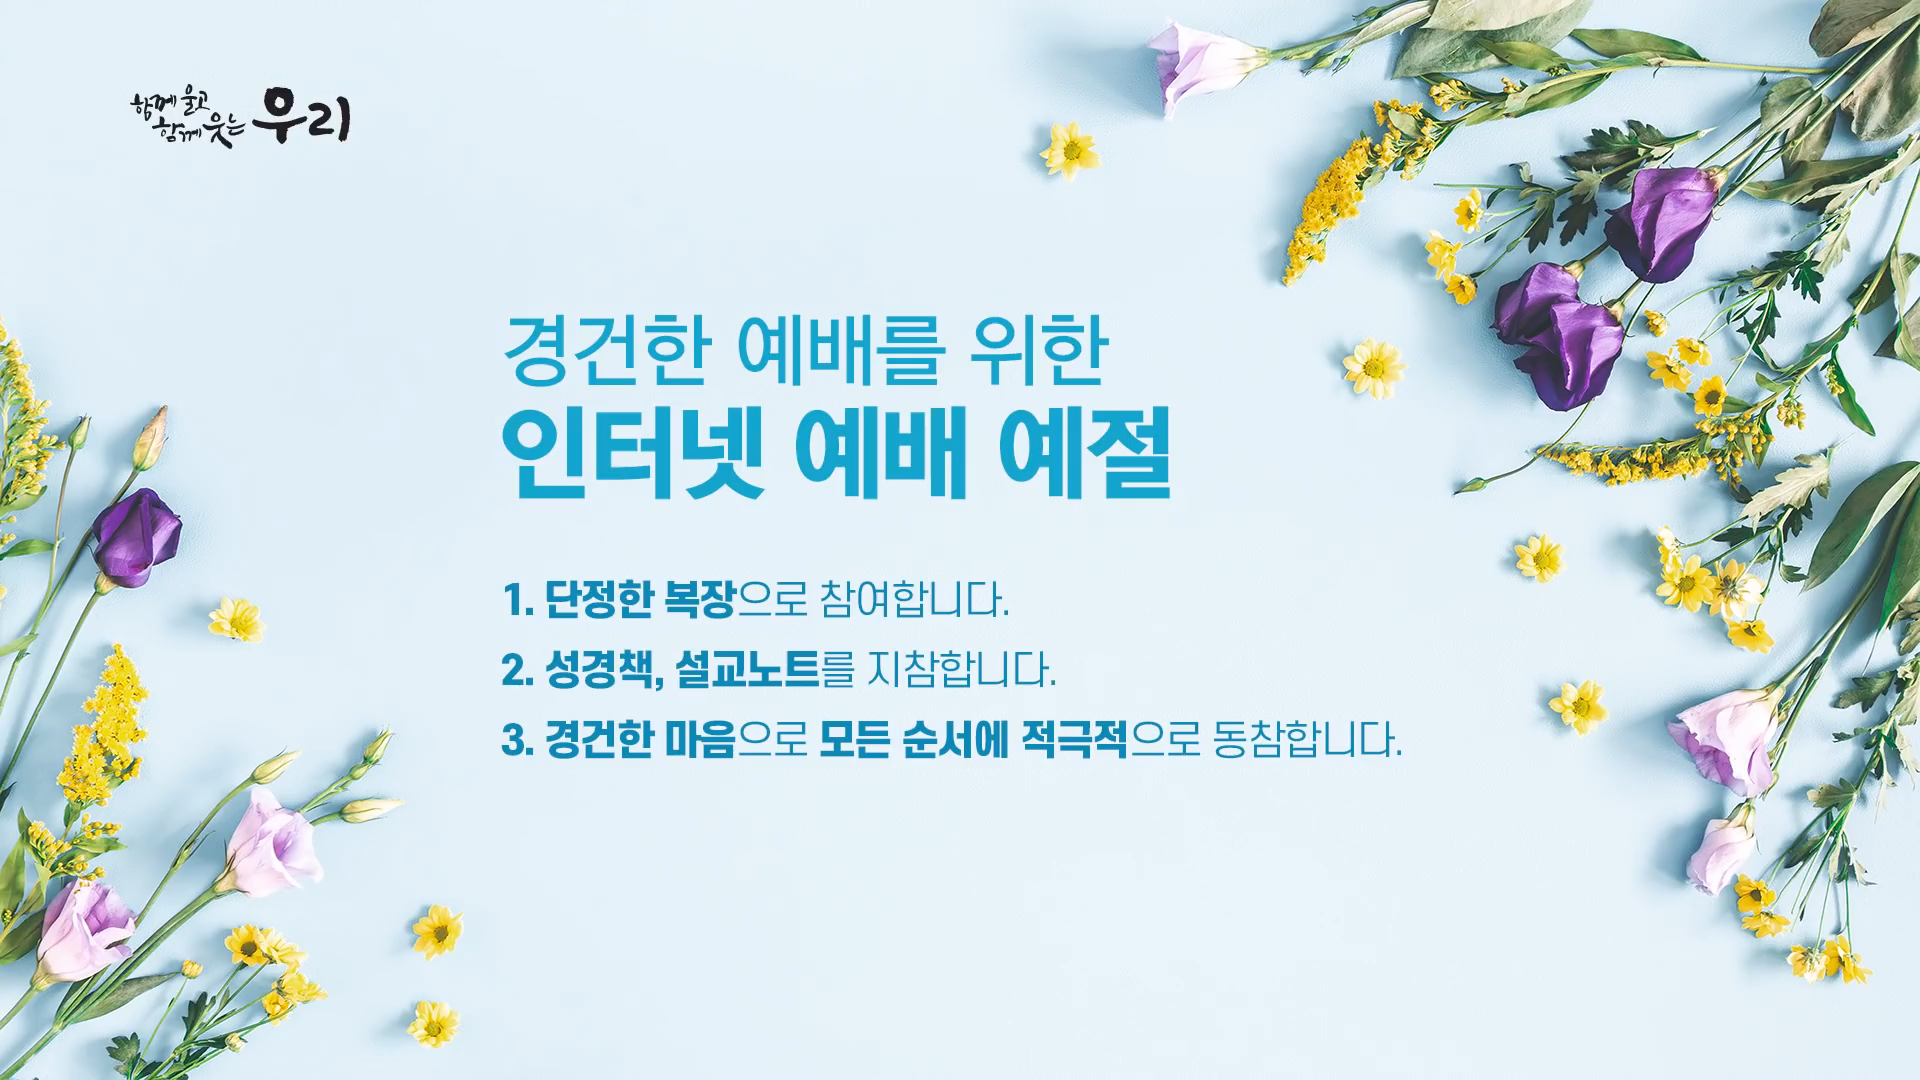 함께 울고
함께 웃는 우리
경건한 예배를 위한
인터넷 예배 예절
1. 단정한 복장으로 참여합니다.
2. 성경책, 설교노트를 지참합니다.
3. 경건한 마음으로 모든 순서에 적극적으로 동참합니다.